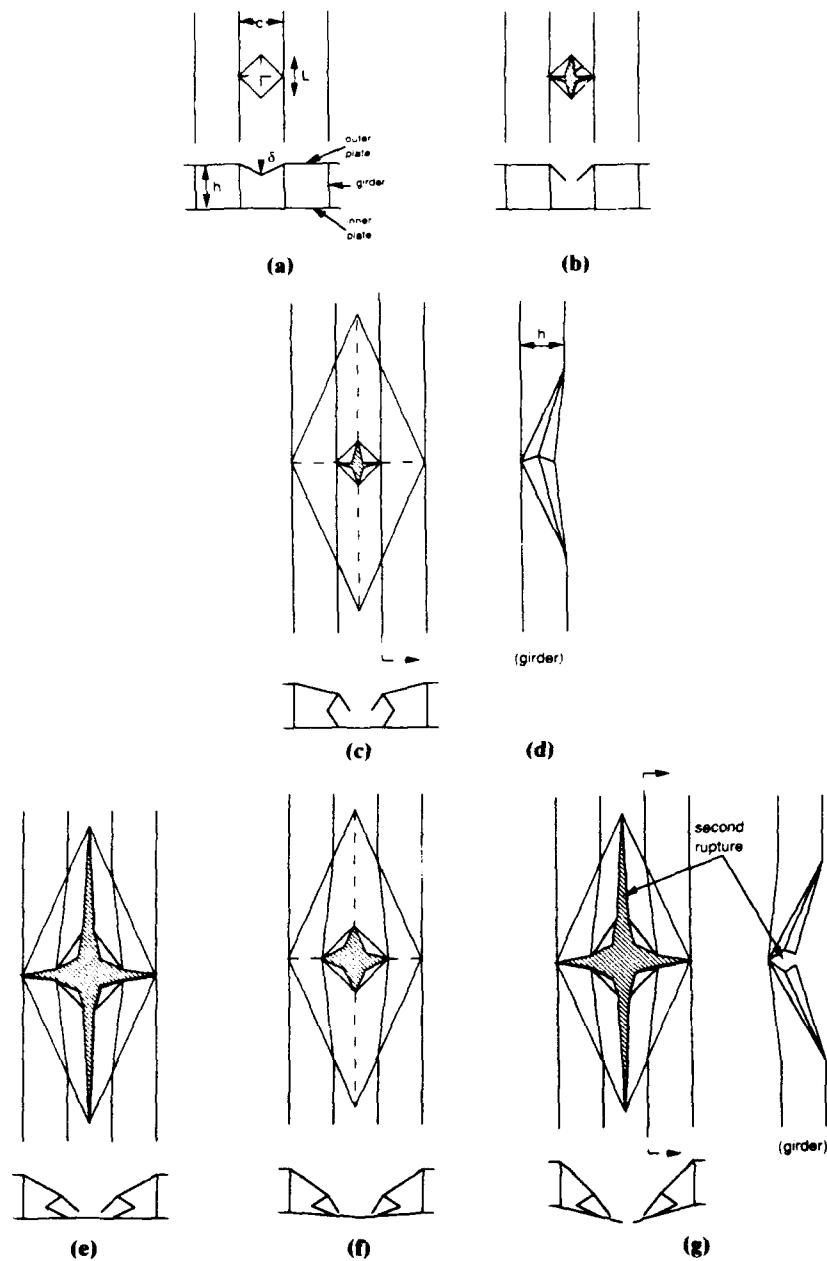 c
L
δ
h
outer
plate
girder
inner
plate
(a)
(b)
h
(girder)
(c)
(d)
second
rupture
(girder)
(e)
(f)
(g)